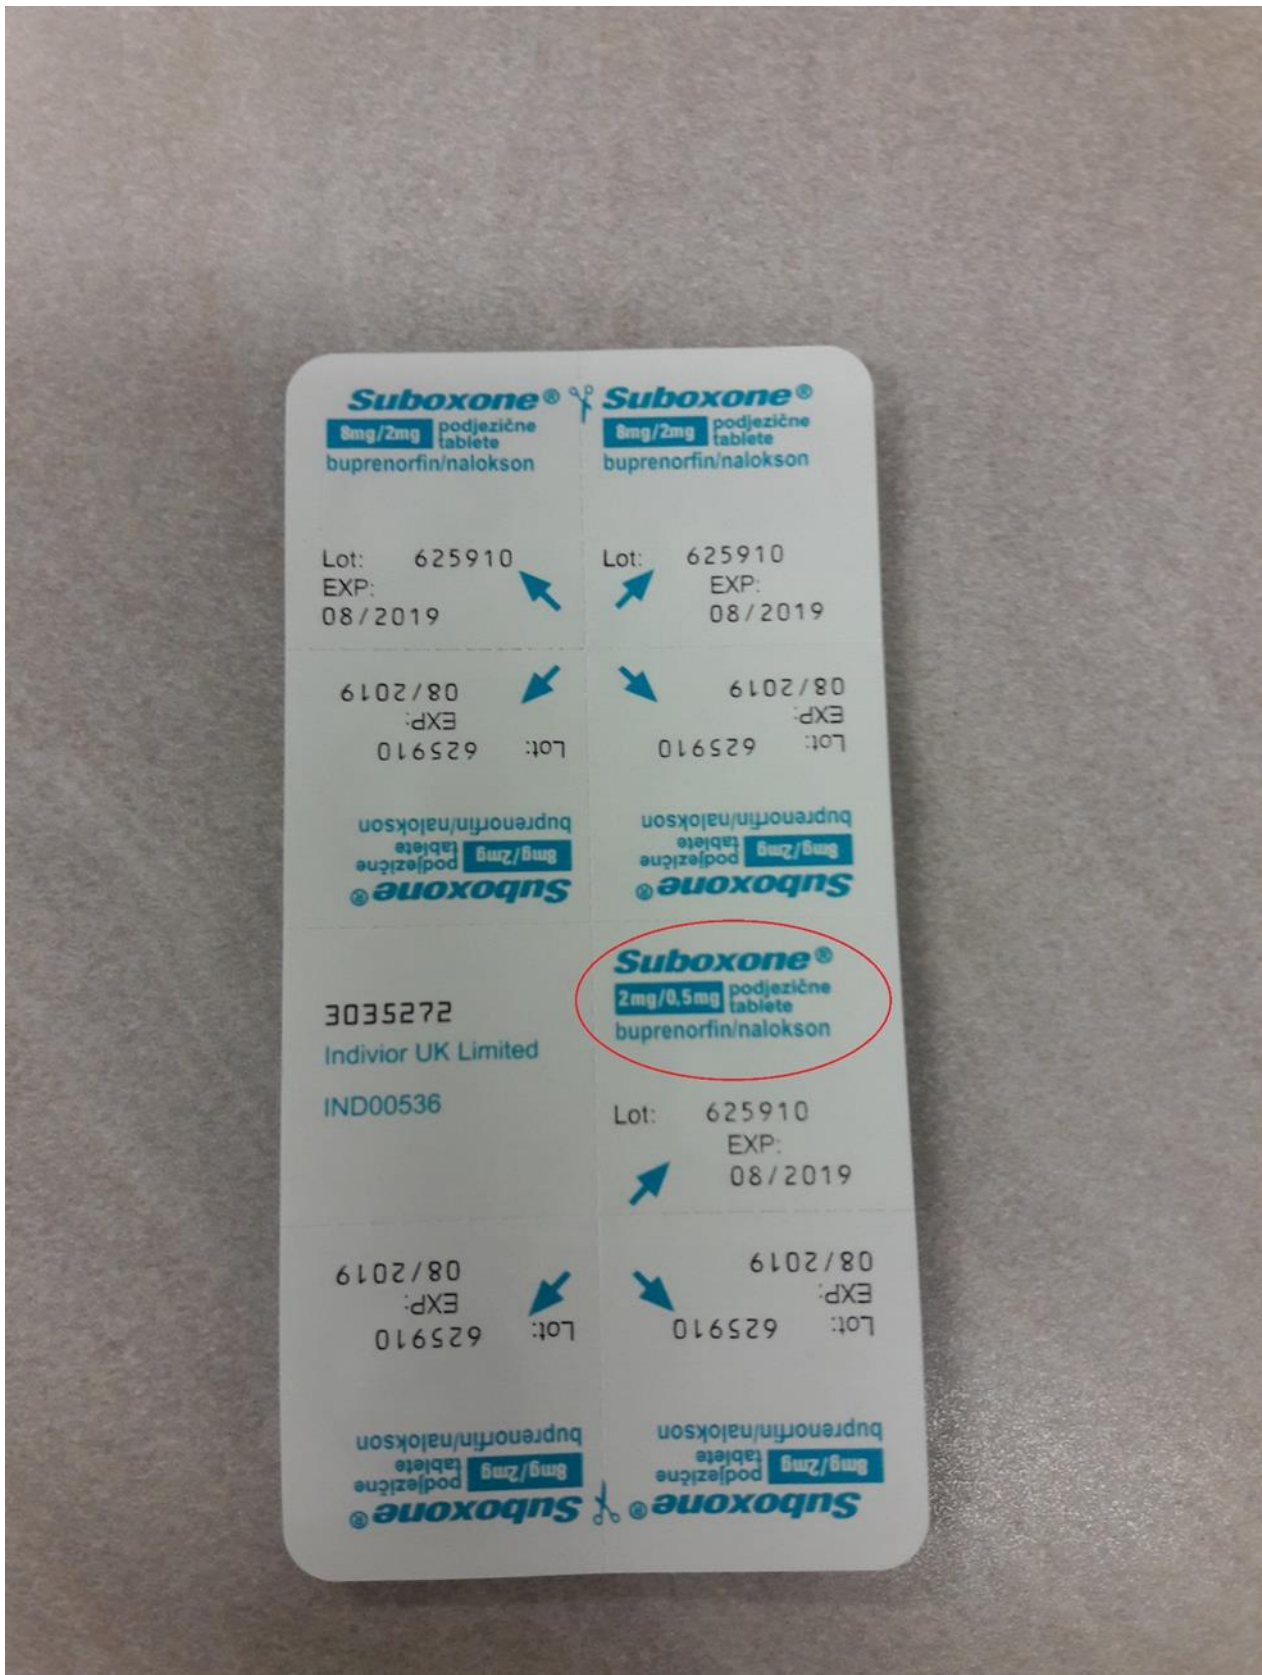 Suboxone®
8mg/2mg podjezične
tablete
buprenorfin/nalokson
Lot: 625910
EXP:
08/2019
Suboxone®
8mg/2mg podjezične
tablete
buprenorfin/nalokson
Lot: 625910
EXP:
08/2019
Suboxone®
8mg/2mg podjezične
tablete
buprenorfin/nalokson
Lot: 625910
EXP:
08/2019
Suboxone®
8mg/2mg podjezične
tablete
buprenorfin/nalokson
Lot: 625910
EXP:
08/2019
3035272
Indivior UK Limited
IND00536
Suboxone®
2mg/0,5mg podjezične
tablete
buprenorfin/nalokson
Lot: 625910
EXP:
08/2019
Suboxone®
8mg/2mg podjezične
tablete
buprenorfin/nalokson
Lot: 625910
EXP:
08/2019
Suboxone®
8mg/2mg podjezične
tablete
buprenorfin/nalokson
Lot: 625910
EXP:
08/2019